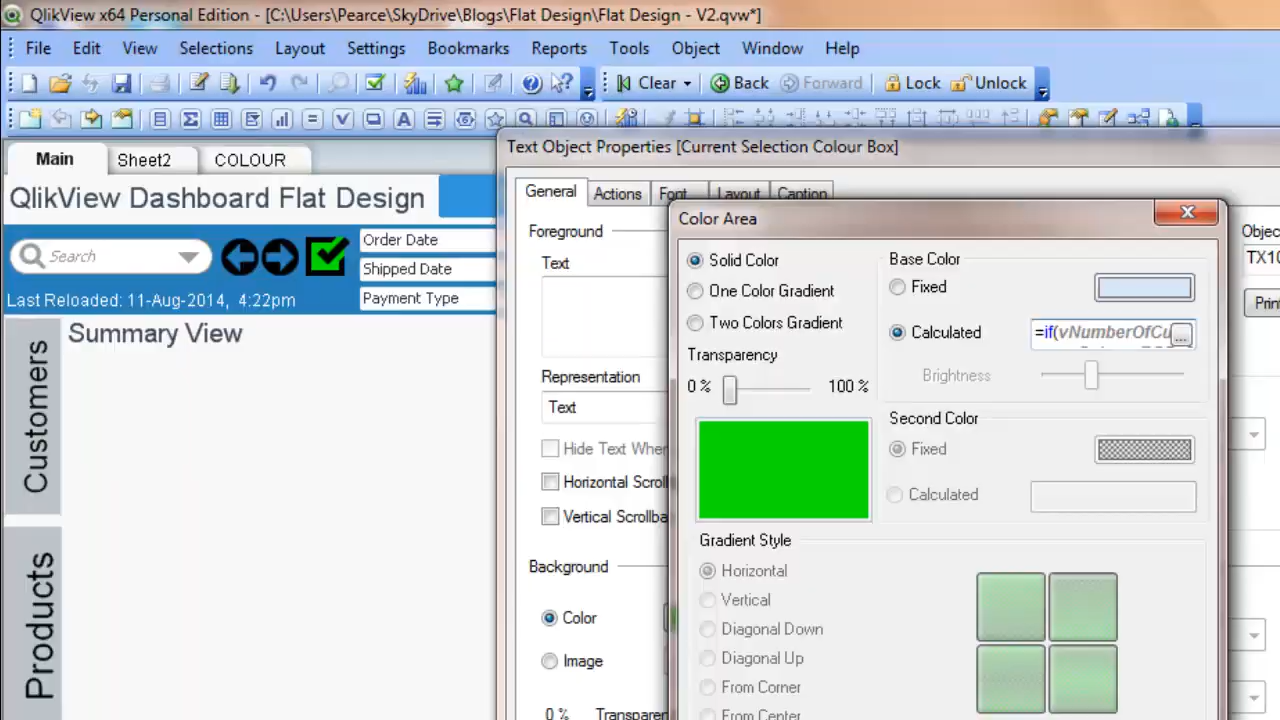 QlikView x64 Personal Edition - [C:\Users\Pearce\SkyDrive\Blogs\Flat Design\Flat Design - V2.qvw*]
File Edit View Selections Layout Settings Bookmarks Reports Tools Object Window Help
Clear Back Forward Lock Unlock
Main Sheet2 COLOUR
QlikView Dashboard Flat Design
Search
Order Date
Shipped Date
Payment Type
Last Reloaded: 11-Aug-2014, 4:22pm
Customers
Products
Summary View
Text Object Properties [Current Selection Colour Box]
General Actions Font Layout Caption
Foreground
Text
Representation
Text
Hide Text When
Horizontal Scroll
Vertical Scrollba
Background
Color
Image
0 % Transparen
Objec
TX10
Print
Color Area
Solid Color
One Color Gradient
Two Colors Gradient
Transparency
0 % 100 %
Base Color
Fixed
Calculated =if(vNumberOfCu ...
Brightness
Second Color
Fixed
Calculated
Gradient Style
Horizontal
Vertical
Diagonal Down
Diagonal Up
From Corner
From Center